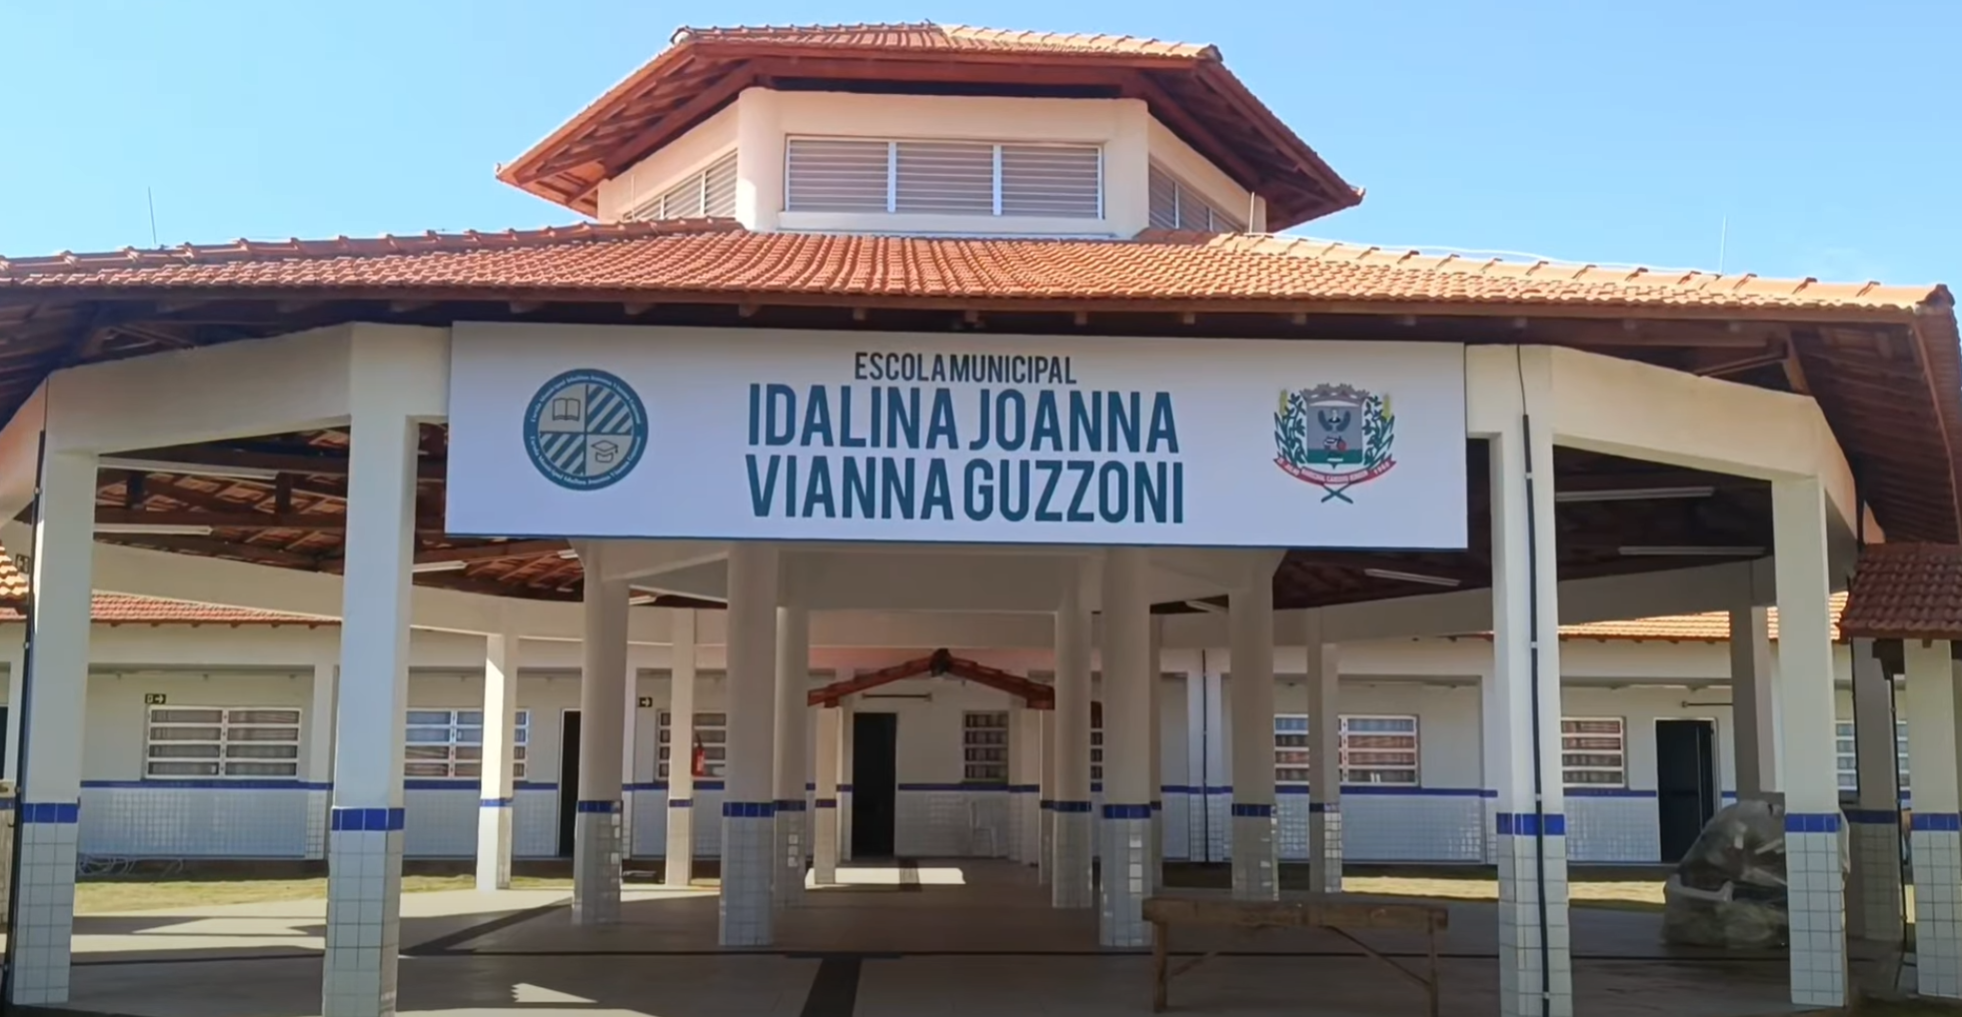 ESCOLA MUNICIPAL
IDALINA JOANNA
VIANNA GUZZONI